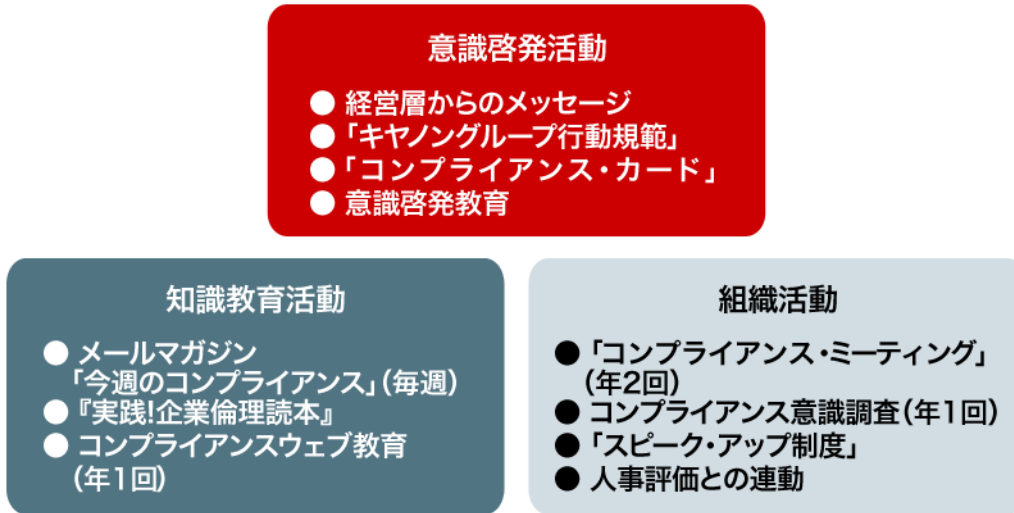 意識啓発活動
● 経営層からのメッセージ
●「キヤノングループ行動規範」
●「コンプライアンス・カード」
● 意識啓発教育
知識教育活動
● メールマガジン
「今週のコンプライアンス」(毎週)
●『実践!企業倫理読本』
● コンプライアンスウェブ教育
(年1回)
組織活動
●「コンプライアンス・ミーティング」
(年2回)
● コンプライアンス意識調査(年1回)
●「スピーク・アップ制度」
● 人事評価との連動